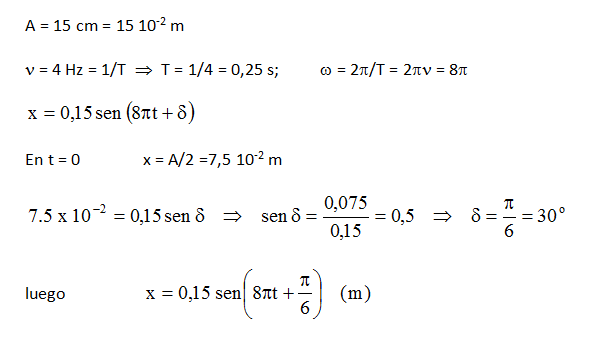 A = 15 cm = 15 10⁻² m
ν = 4 Hz = 1/T ⇒ T = 1/4 = 0,25 s; ω = 2π/T = 2πν = 8π
x = 0,15 sen (8πt + δ)
En t = 0 x = A/2 =7,5 10⁻² m
7.5 x 10⁻² = 0,15 sen δ ⇒ sen δ = 0,075/0,15 = 0,5 ⇒ δ = π/6 = 30°
luego x = 0,15 sen(8πt + π/6) (m)